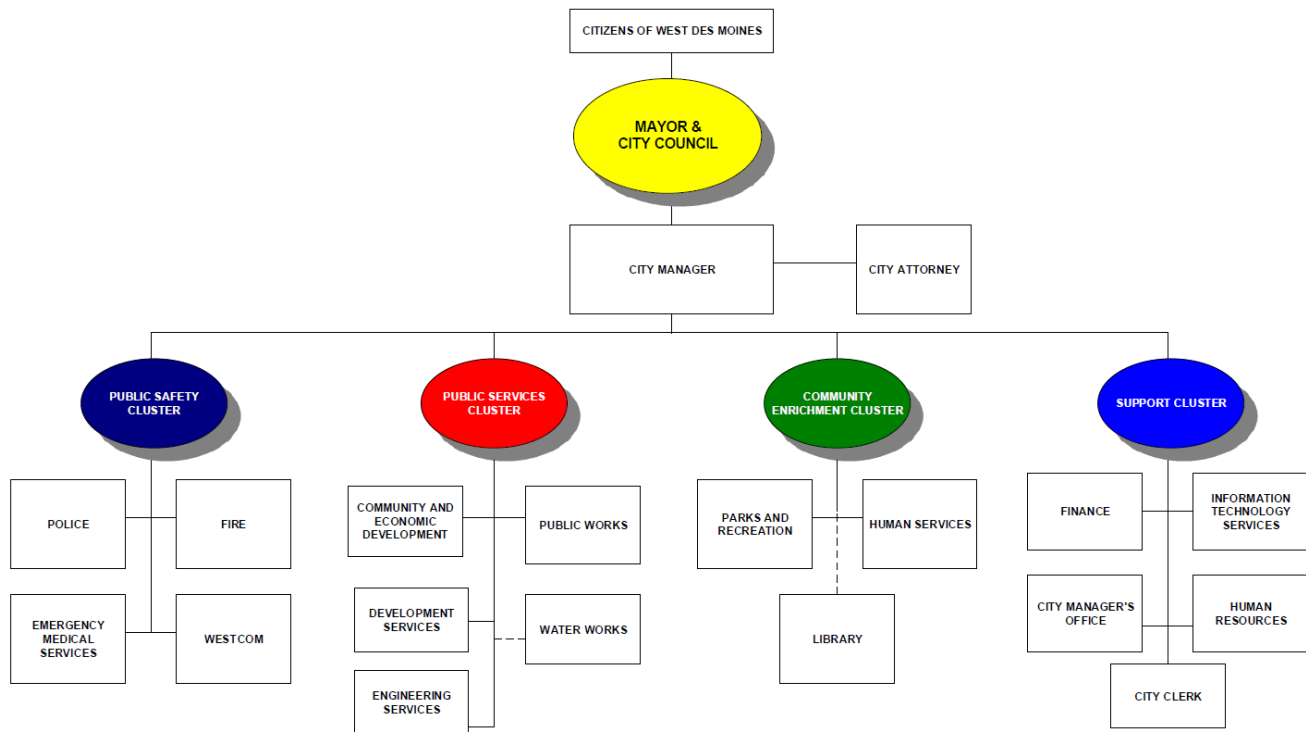 CITIZENS OF WEST DES MOINES
MAYOR &
CITY COUNCIL
CITY MANAGER
CITY ATTORNEY
PUBLIC SAFETY
CLUSTER
PUBLIC SERVICES
CLUSTER
COMMUNITY
ENRICHMENT CLUSTER
SUPPORT CLUSTER
POLICE
FIRE
EMERGENCY
MEDICAL
SERVICES
WESTCOM
COMMUNITY AND
ECONOMIC
DEVELOPMENT
PUBLIC WORKS
DEVELOPMENT
SERVICES
WATER WORKS
ENGINEERING
SERVICES
PARKS AND
RECREATION
HUMAN SERVICES
LIBRARY
FINANCE
INFORMATION
TECHNOLOGY
SERVICES
CITY MANAGER'S
OFFICE
HUMAN
RESOURCES
CITY CLERK